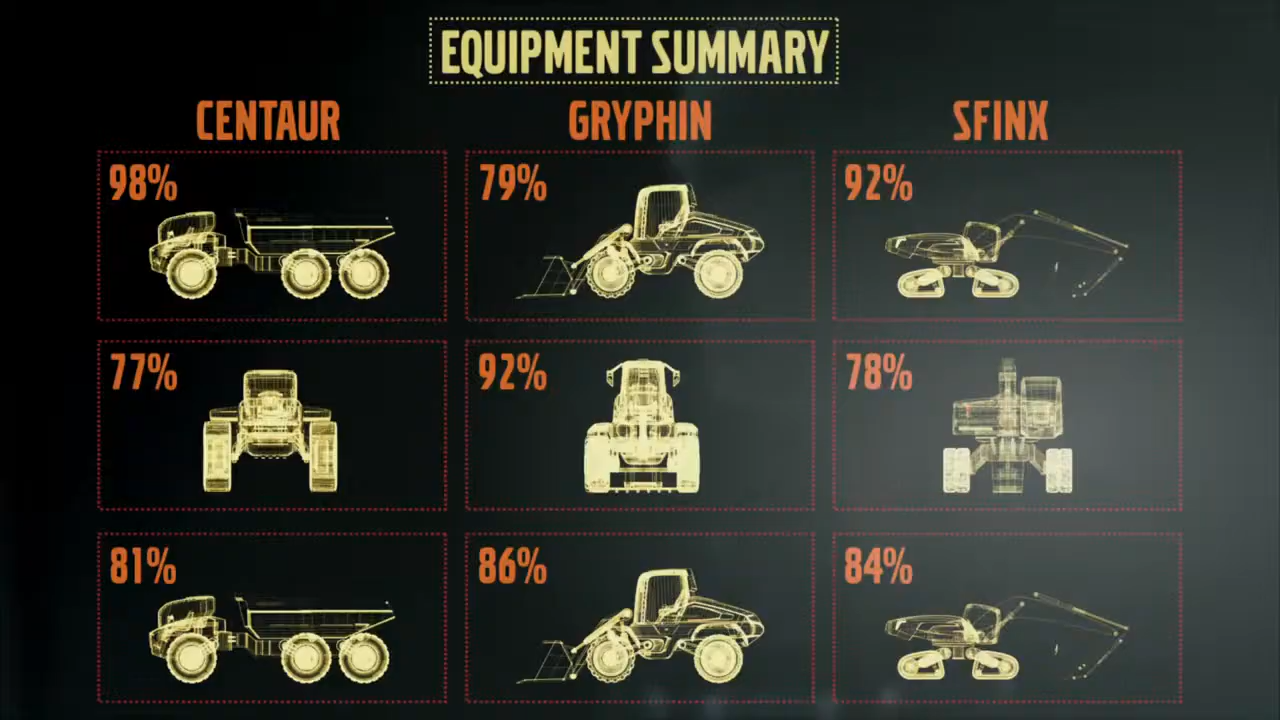 EQUIPMENT SUMMARY
CENTAUR GRYPHIN SFINX
98% 79% 92%
77% 92% 78%
81% 86% 84%